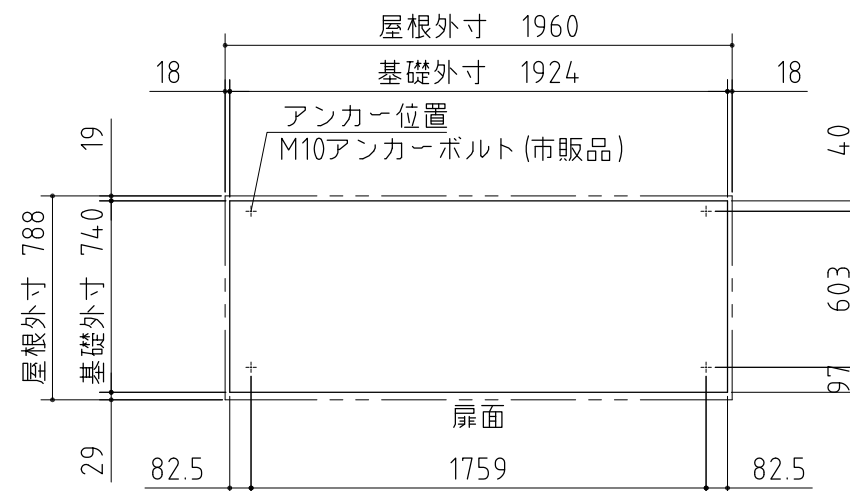 屋根外寸 1960
18
基礎外寸 1924
18
アンカー位置
M10アンカーボルト(市販品)
19
40
屋根外寸 788
基礎外寸 740
603
97
扉面
29
82.5
1759
82.5